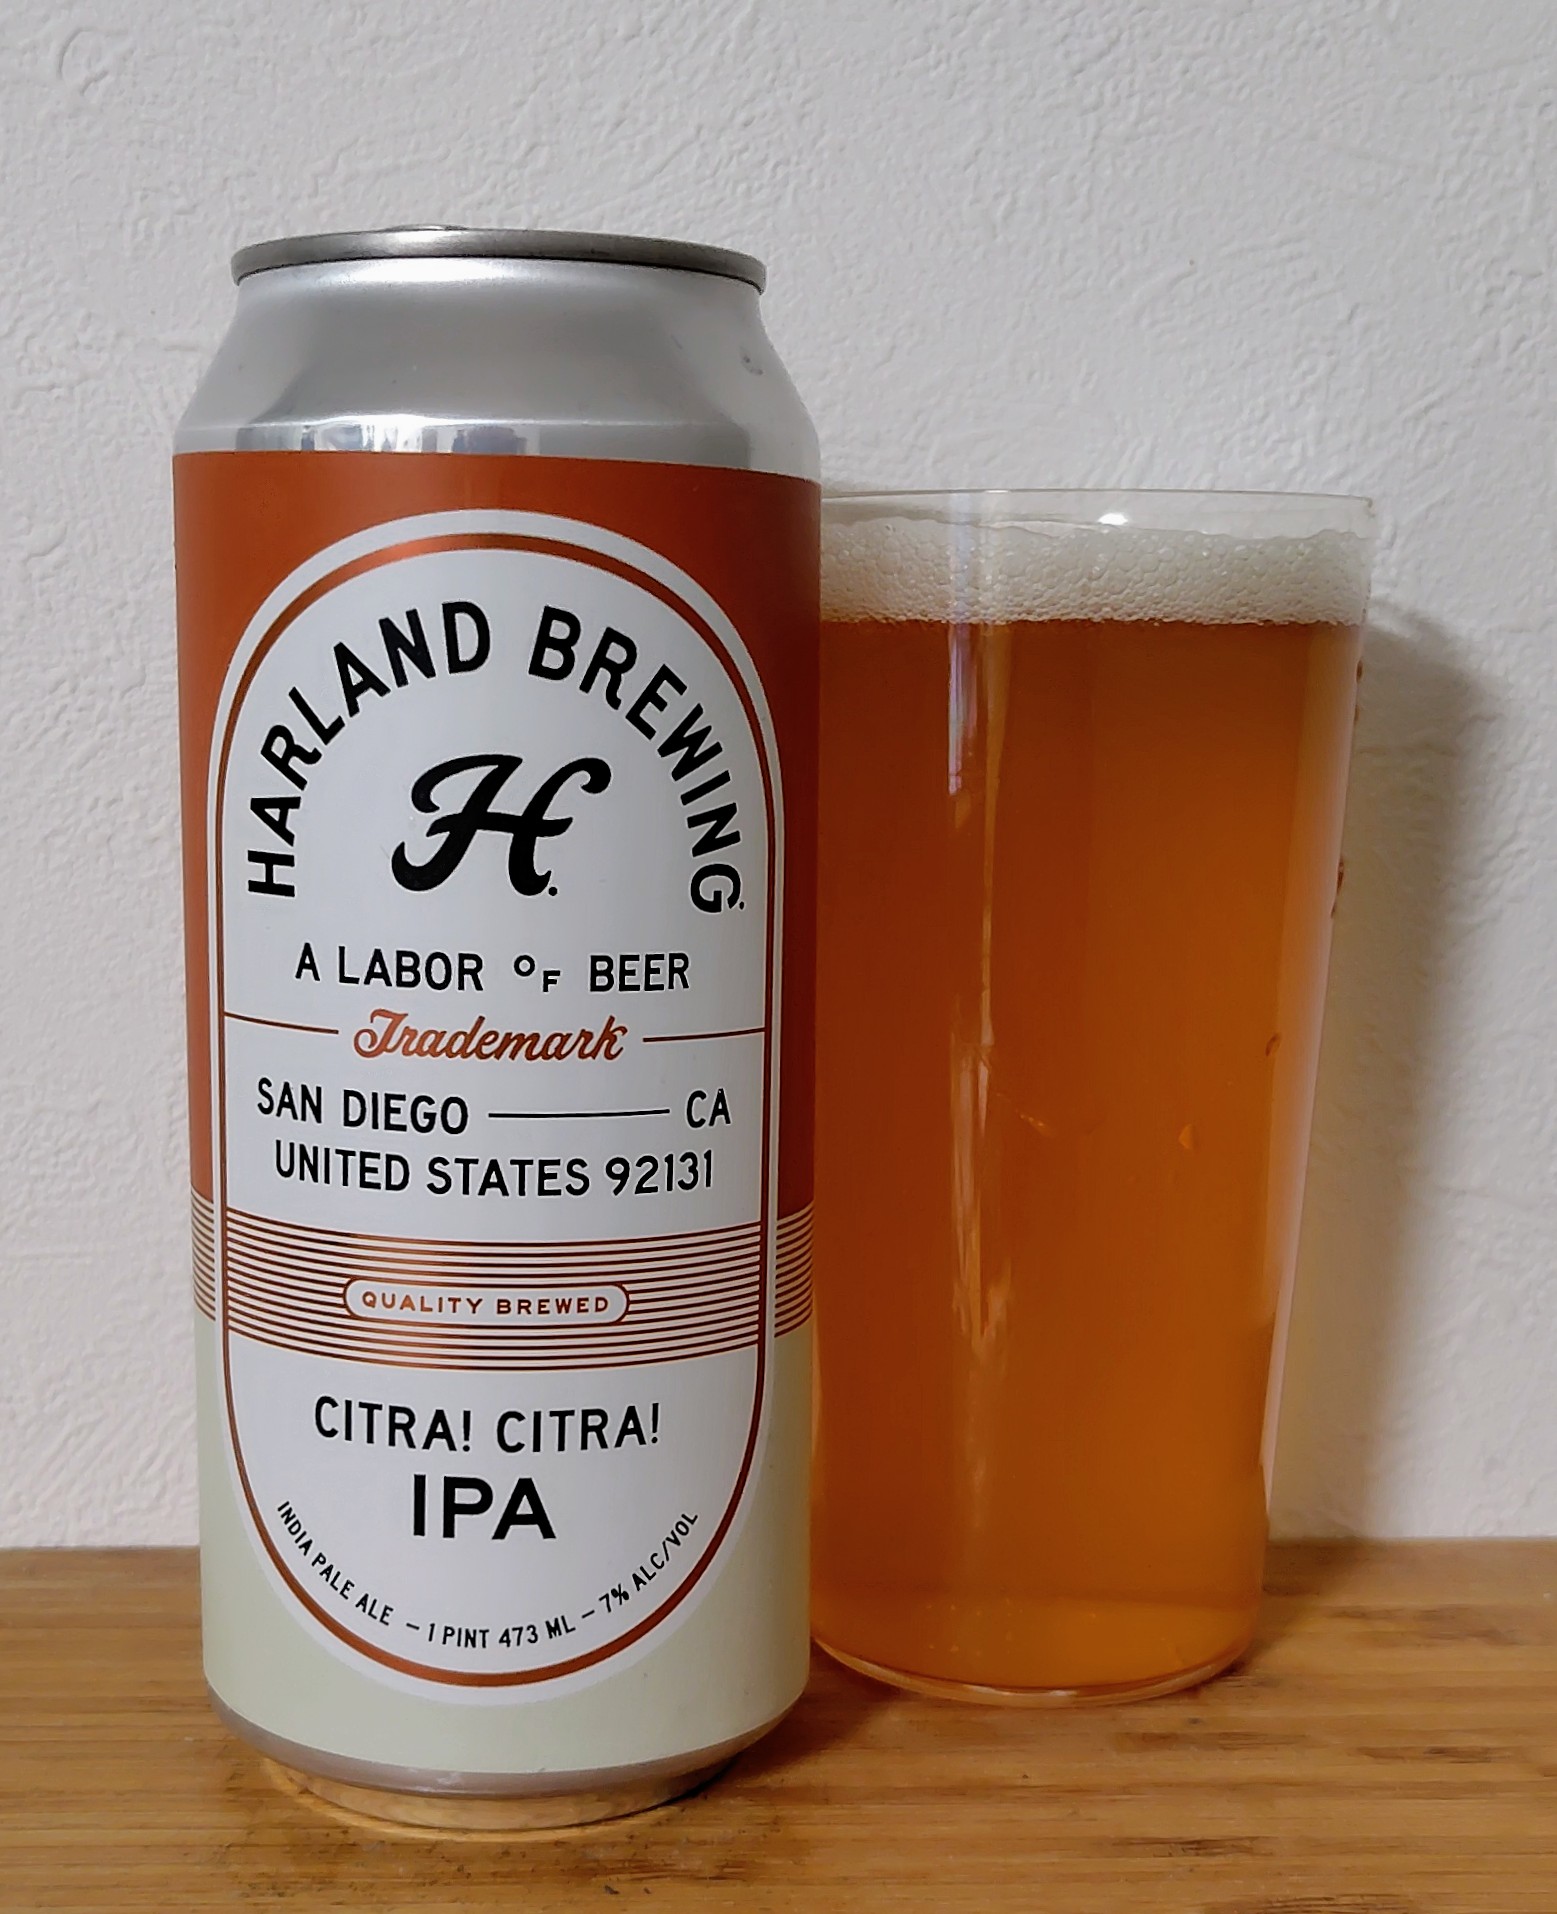 HARLAND BREWING
H.
A LABOR OF BEER
Trademark
SAN DIEGO — CA
UNITED STATES 92131
QUALITY BREWED
CITRA! CITRA!
IPA
INDIA PALE ALE – 1 PINT 473 ML – 7% ALC/VOL